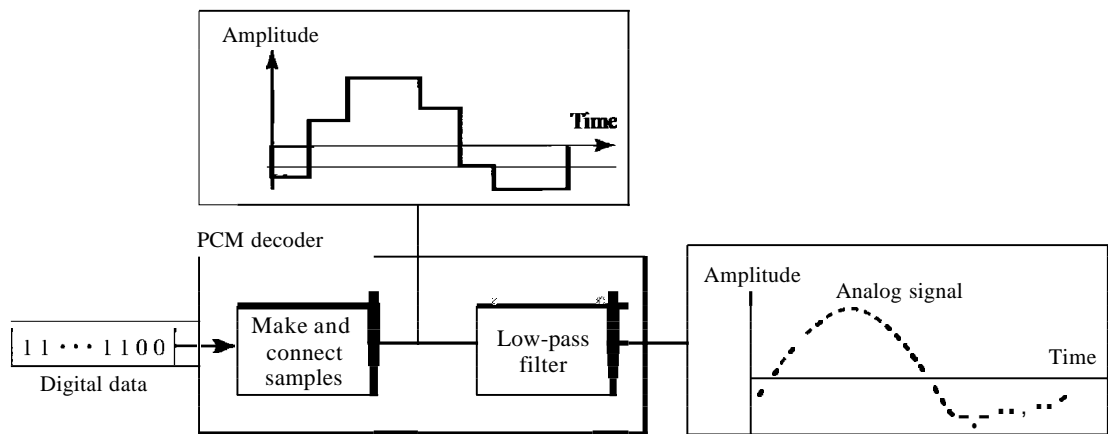 Amplitude
Time
PCM decoder
Amplitude
Analog signal
Make and
connect
samples
Low-pass
filter
11···1100
Time
Digital data